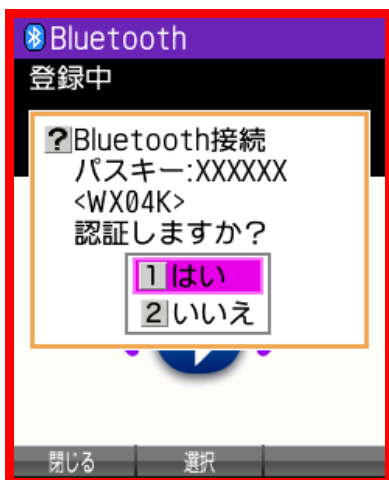 Bluetooth
登録中
?Bluetooth接続
パスキー:XXXXXX
<WX04K>
認証しますか?
1はい
2いいえ
閉じる 選択